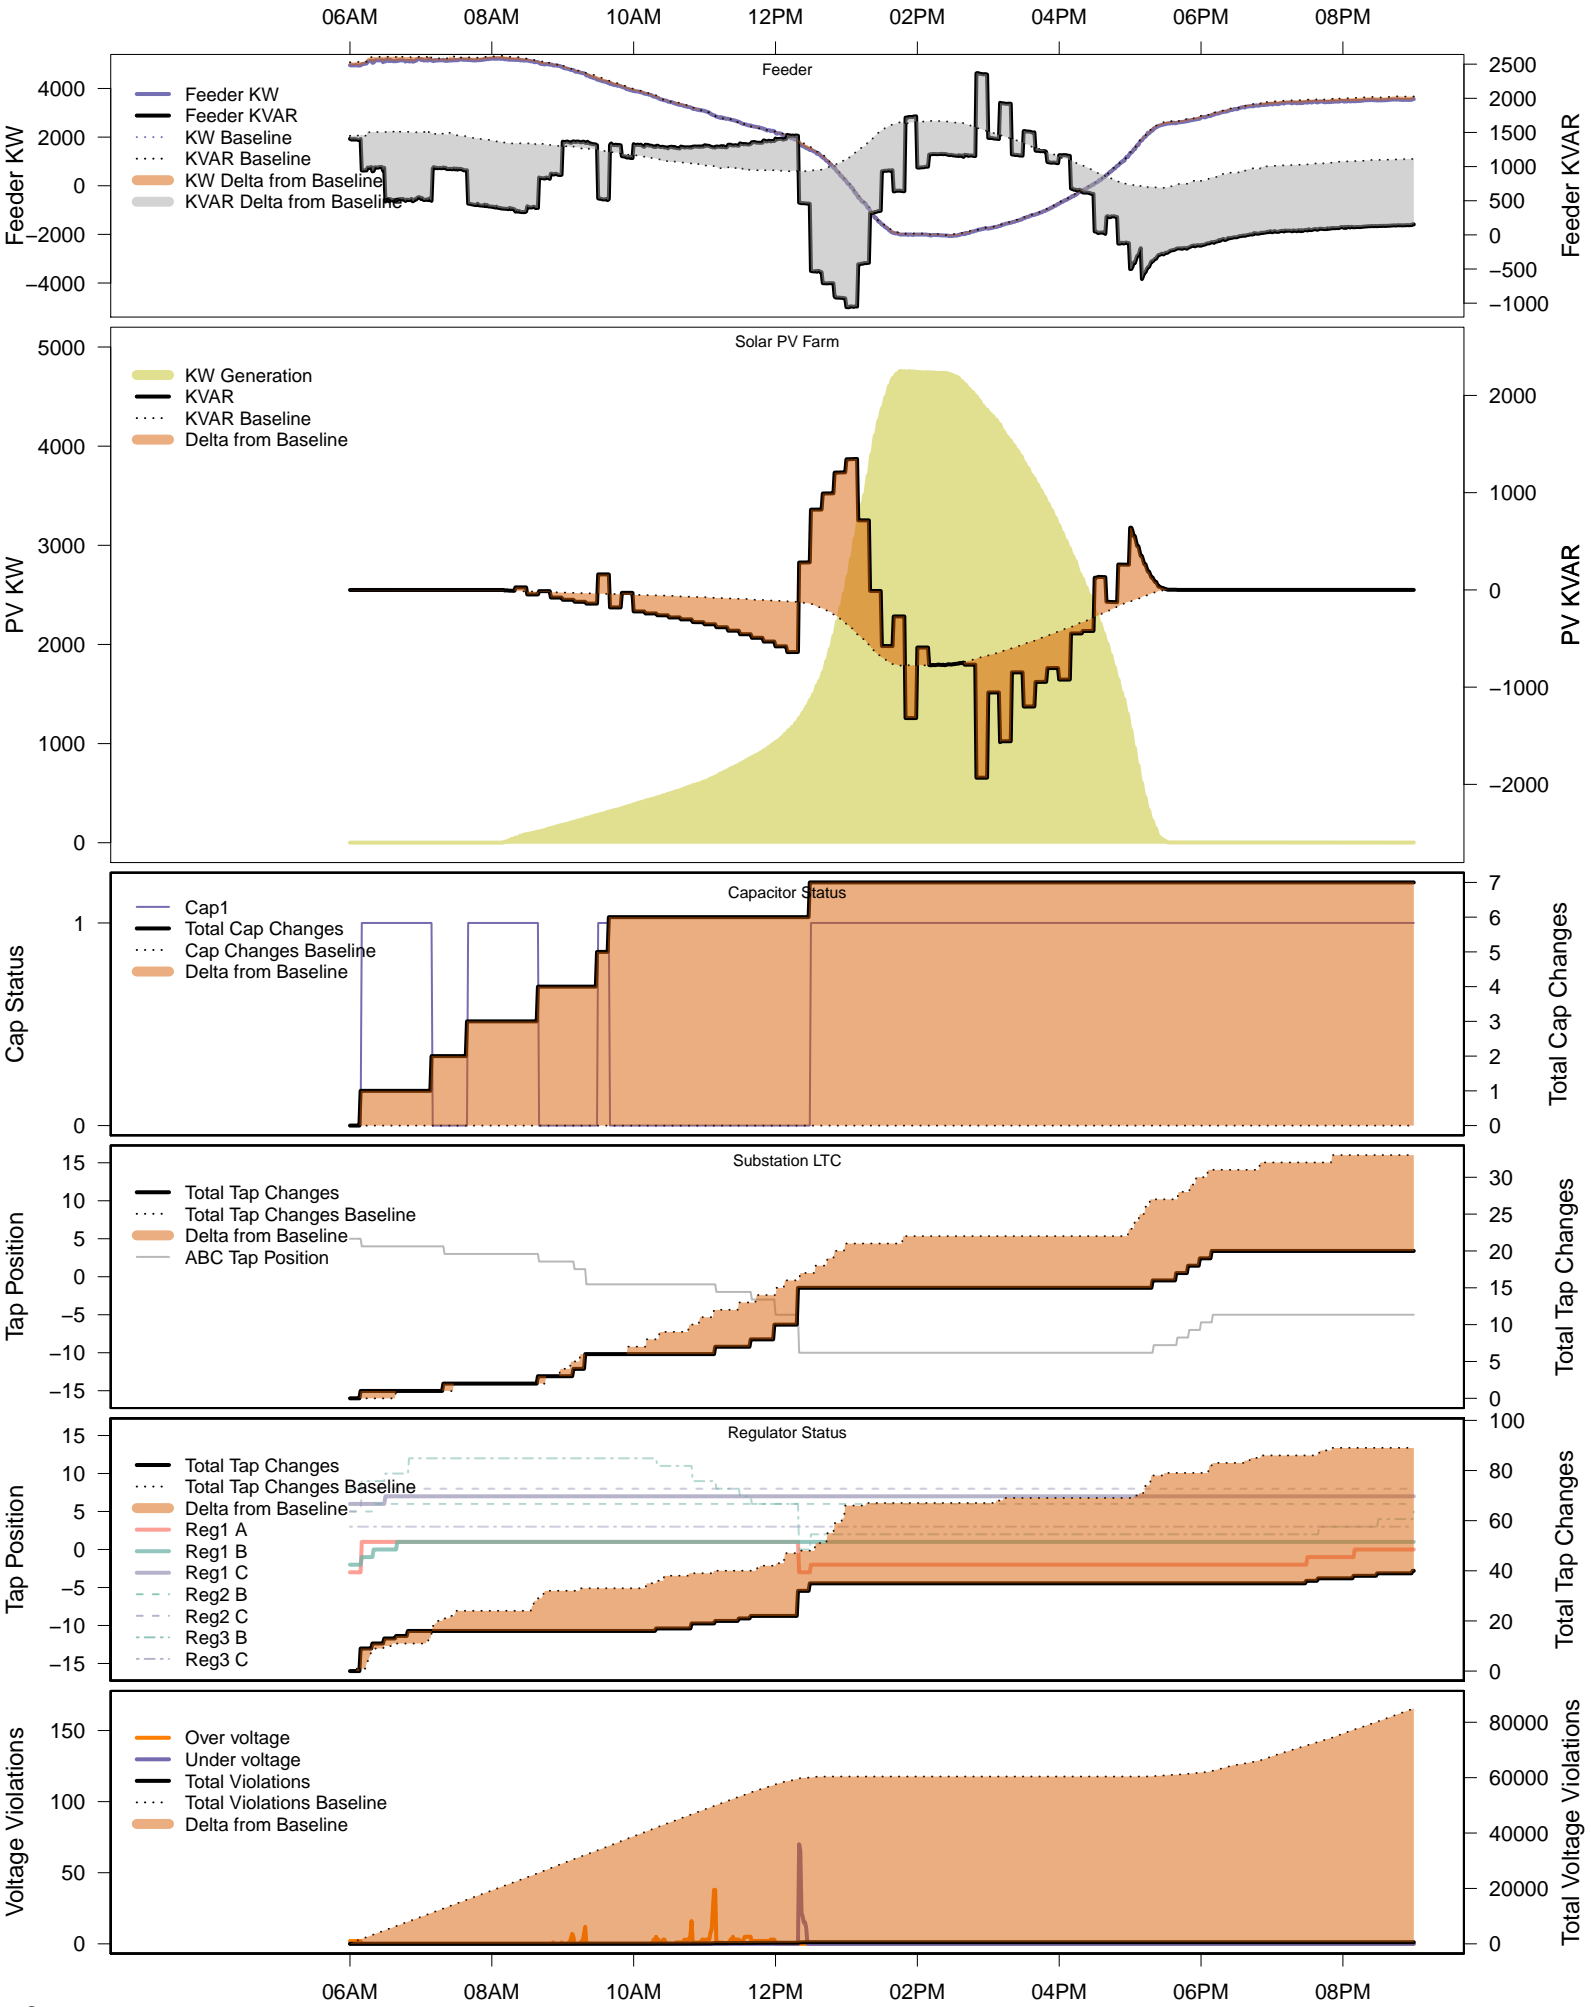 06AM 08AM 10AM 12PM 02PM 04PM 06PM 08PM
Feeder
Feeder KW
Feeder KVAR
KW Baseline
KVAR Baseline
KW Delta from Baseline
KVAR Delta from Baseline
4000
2000
0
−2000
−4000
Feeder KW
2500
2000
1500
1000
500
0
−500
−1000
Feeder KVAR
Solar PV Farm
KW Generation
KVAR
KVAR Baseline
Delta from Baseline
5000
4000
3000
2000
1000
0
PV KW
2000
1000
0
−1000
−2000
PV KVAR
Capacitor Status
Cap1
Total Cap Changes
Cap Changes Baseline
Delta from Baseline
1
0
Cap Status
7
6
5
4
3
2
1
0
Total Cap Changes
Substation LTC
Total Tap Changes
Total Tap Changes Baseline
Delta from Baseline
ABC Tap Position
15
10
5
0
−5
−10
−15
Tap Position
30
25
20
15
10
5
0
Total Tap Changes
Regulator Status
Total Tap Changes
Total Tap Changes Baseline
Delta from Baseline
Reg1 A
Reg1 B
Reg1 C
Reg2 B
Reg2 C
Reg3 B
Reg3 C
15
10
5
0
−5
−10
−15
Tap Position
100
80
60
40
20
0
Total Tap Changes
Over voltage
Under voltage
Total Violations
Total Violations Baseline
Delta from Baseline
150
100
50
0
Voltage Violations
80000
60000
40000
20000
0
Total Voltage Violations
06AM 08AM 10AM 12PM 02PM 04PM 06PM 08PM